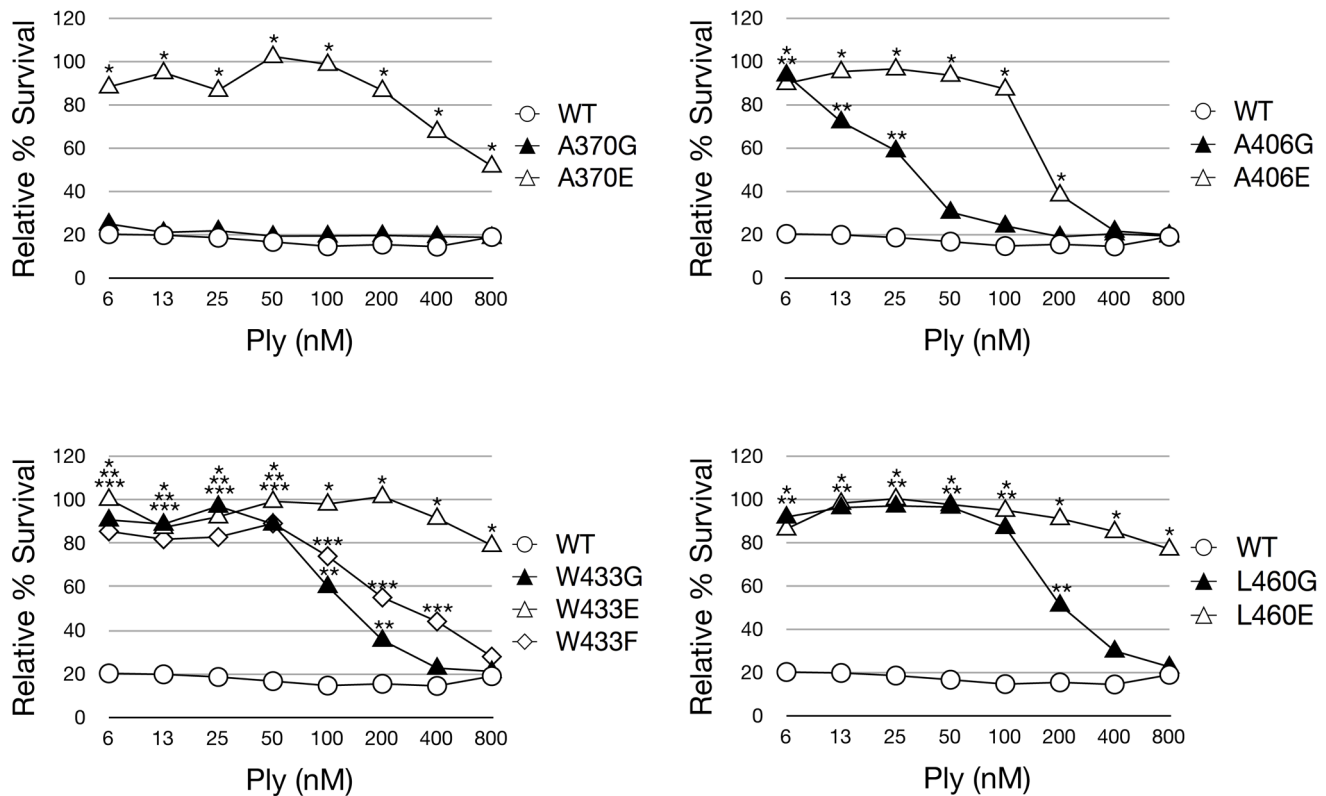 120
100
80
60
40
20
0
Relative % Survival
* * * * * * * *
6 13 25 50 100 200 400 800
Ply (nM)
WT
A370G
A370E
120
100
80
60
40
20
0
Relative % Survival
* * * * * *
** ** **
6 13 25 50 100 200 400 800
Ply (nM)
WT
A406G
A406E
120
100
80
60
40
20
0
Relative % Survival
* * * * * * * *
** ** ** ** ** **
*** *** *** *** *** *** ***
6 13 25 50 100 200 400 800
Ply (nM)
WT
W433G
W433E
W433F
120
100
80
60
40
20
0
Relative % Survival
* * * * * * * *
** ** ** ** ** **
6 13 25 50 100 200 400 800
Ply (nM)
WT
L460G
L460E